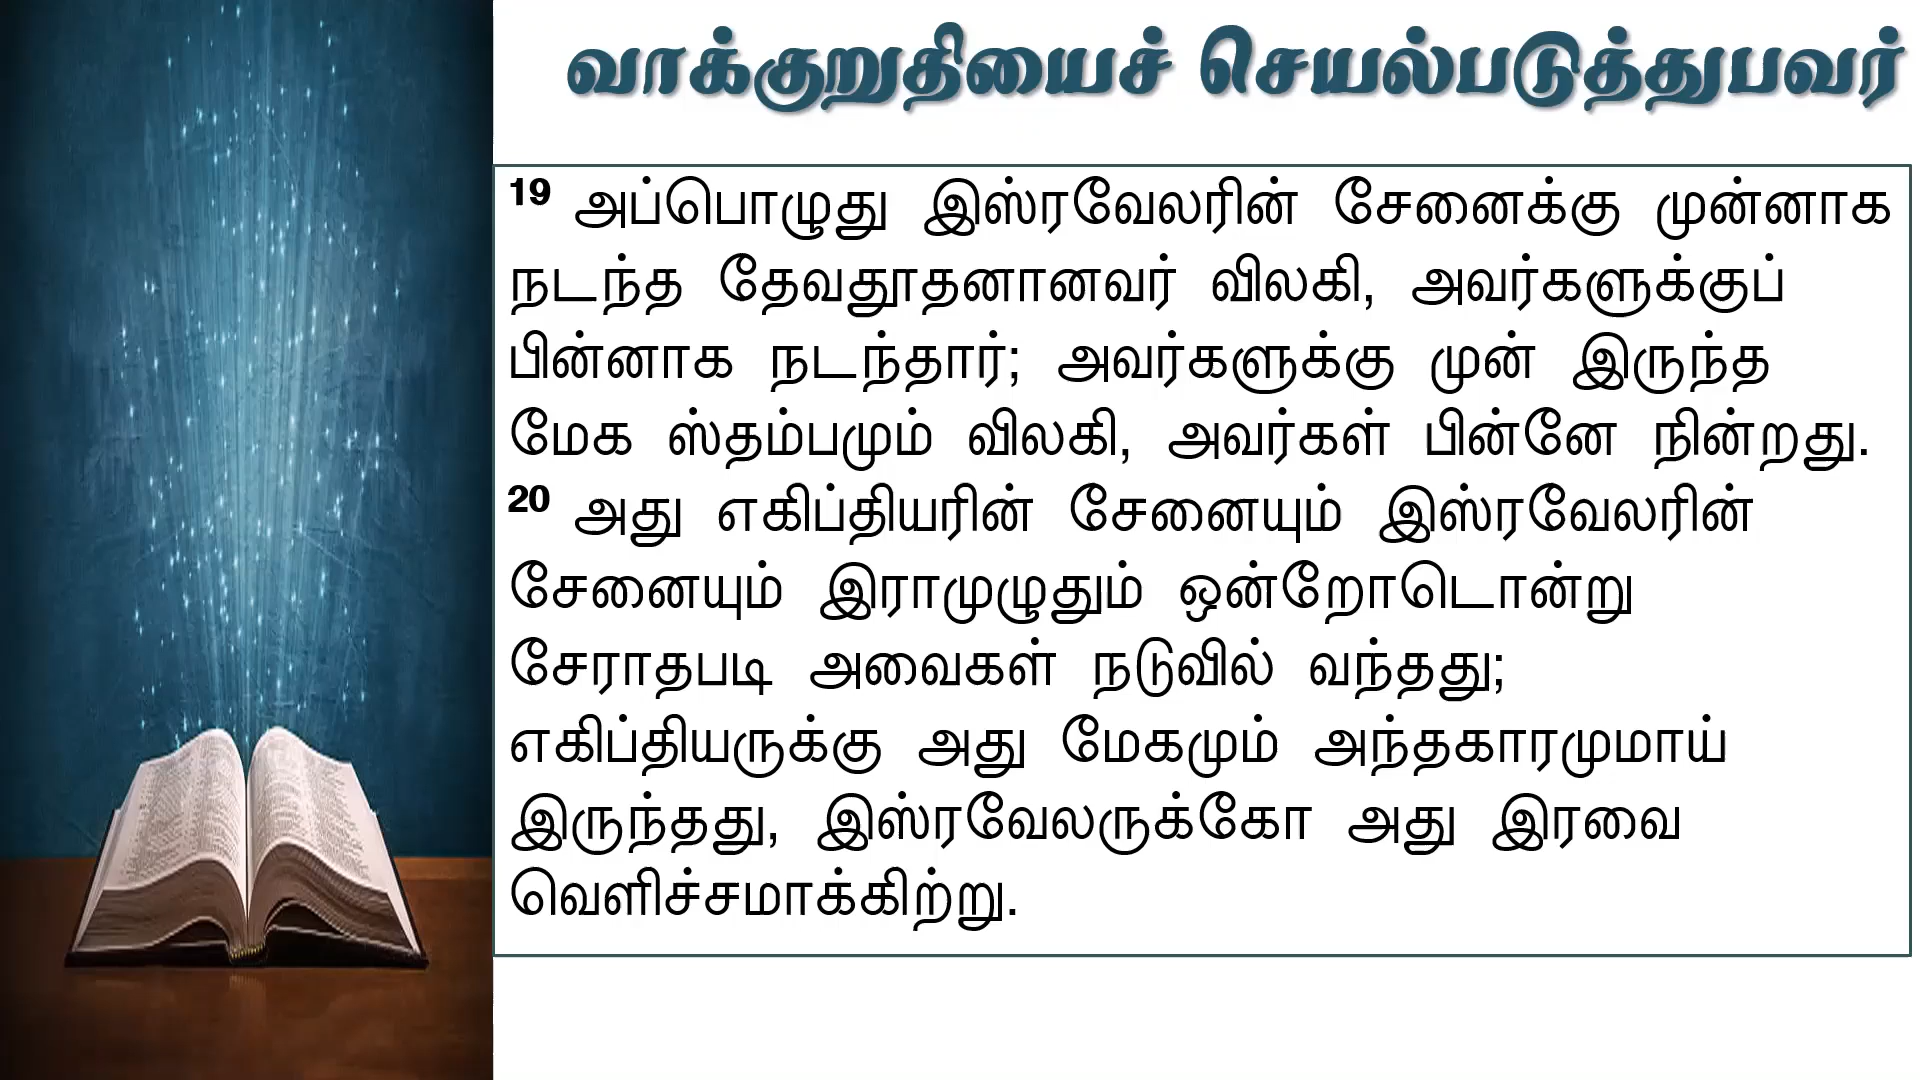 வாக்குறுதியைச் செயல்படுத்துபவர்
19 அப்பொழுது இஸ்ரவேலரின் சேனைக்கு முன்னாக
நடந்த தேவதூதனானவர் விலகி, அவர்களுக்குப்
பின்னாக நடந்தார்; அவர்களுக்கு முன் இருந்த
மேக ஸ்தம்பமும் விலகி, அவர்கள் பின்னே நின்றது.
20 அது எகிப்தியரின் சேனையும் இஸ்ரவேலரின்
சேனையும் இராமுழுதும் ஒன்றோடொன்று
சேராதபடி அவைகள் நடுவில் வந்தது;
எகிப்தியருக்கு அது மேகமும் அந்தகாரமுமாய்
இருந்தது, இஸ்ரவேலருக்கோ அது இரவை
வெளிச்சமாக்கிற்று.